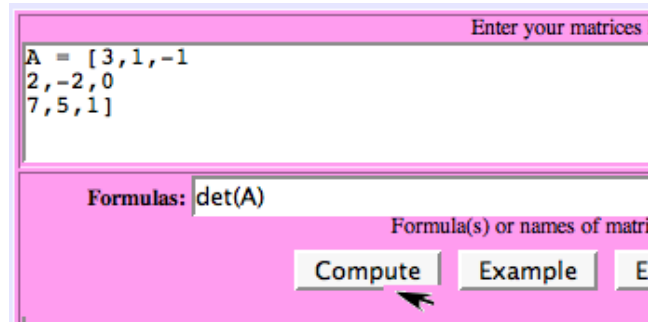 Enter your matrices
A = [3,1,-1
2,-2,0
7,5,1]
Formulas: det(A)
Formula(s) or names of matri
Compute Example E